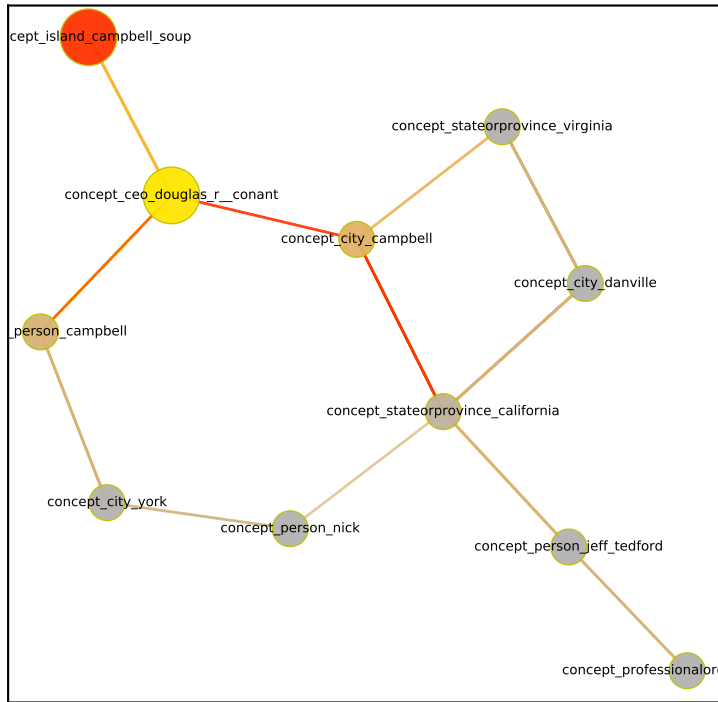 cept_island_campbell_soup
concept_stateorprovince_virginia
concept_ceo_douglas_r__conant
concept_city_campbell
concept_city_danville
_person_campbell
concept_stateorprovince_california
concept_city_york
concept_person_nick
concept_person_jeff_tedford
concept_professionalor